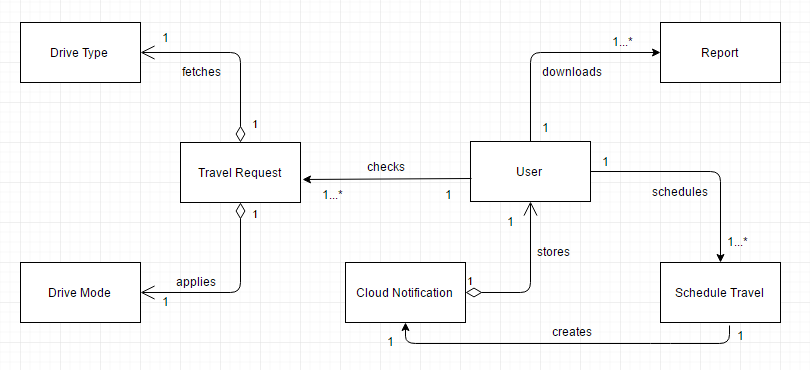 1
1...*
Drive Type
Report
fetches
downloads
1
1
checks
1
Travel Request
User
schedules
1...*
1
1
1
1...*
stores
applies
1
1
Drive Mode
Cloud Notification
Schedule Travel
creates
1
1